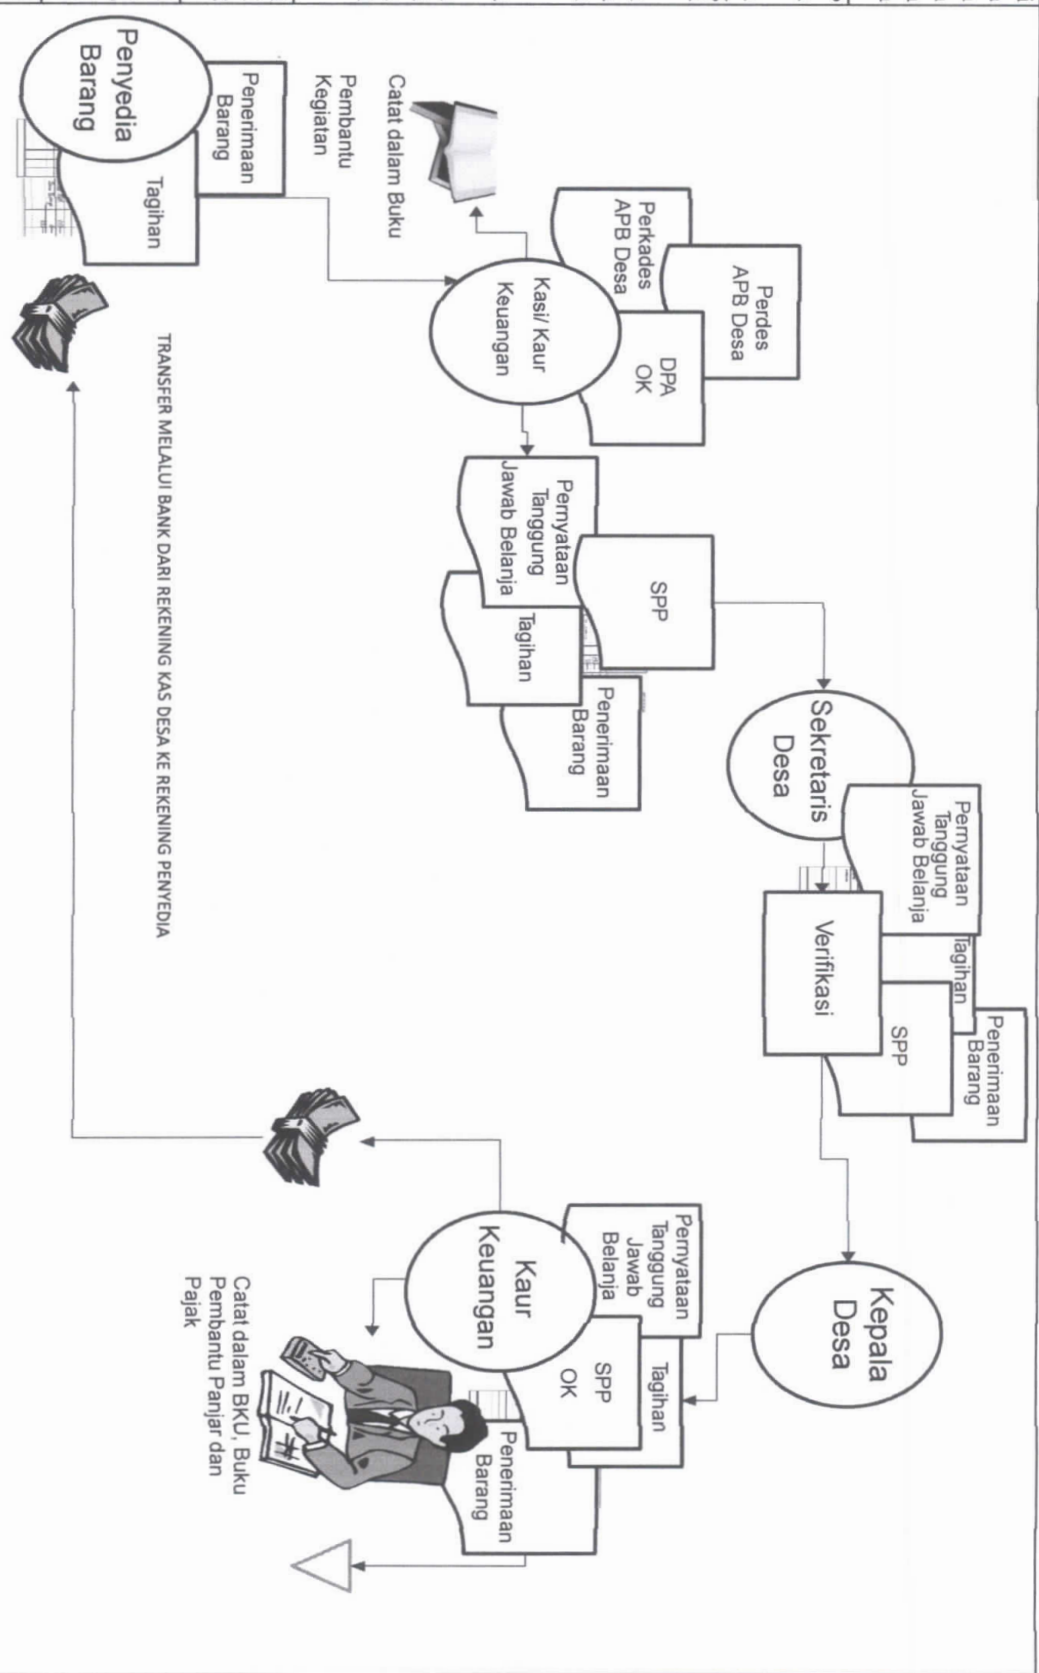 Penyedia
Barang
Penerimaan
Barang
Tagihan
Catat dalam Buku
Pembantu
Kegiatan
Perdes
APB Desa
Perkades
APB Desa
DPA
OK
Kasi/ Kaur
Keuangan
SPP
Pernyataan
Tanggung
Jawab Belanja
Tagihan
Penerimaan
Barang
Sekretaris
Desa
Pernyataan
Tanggung
Jawab Belanja
Tagihan
Penerimaan
Barang
SPP
Verifikasi
Kepala
Desa
Pernyataan
Tanggung
Jawab
Belanja
Tagihan
SPP
OK
Penerimaan
Barang
Kaur
Keuangan
Catat dalam BKU, Buku
Pembantu Panjar dan
Pajak
TRANSFER MELALUI BANK DARI REKENING KAS DESA KE REKENING PENYEDIA